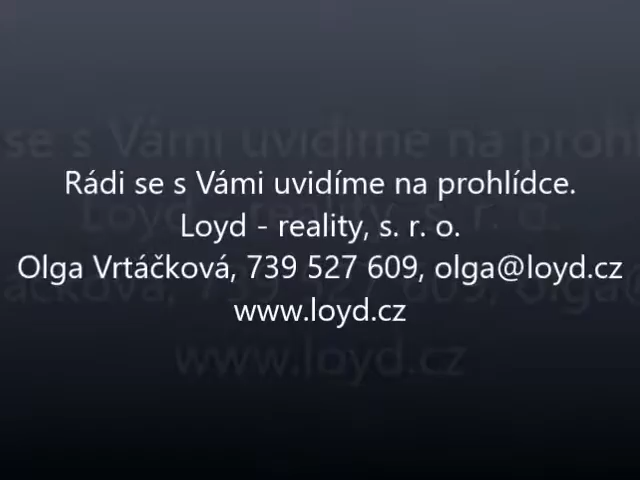 Rádi se s Vámi uvidíme na prohlídce.
Loyd - reality, s. r. o.
Olga Vrtáčková, 739 527 609, olga@loyd.cz
www.loyd.cz